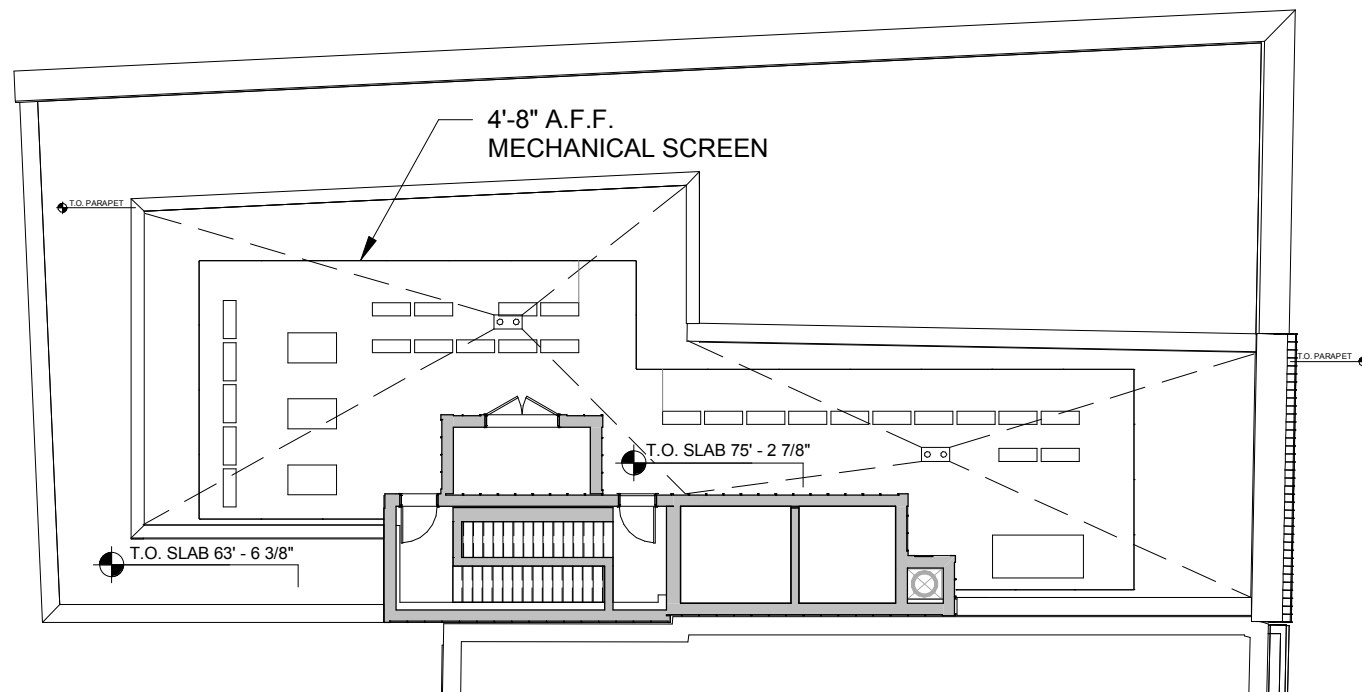 4'-8" A.F.F.
MECHANICAL SCREEN
T.O. PARAPET
T.O. PARAPET
T.O. SLAB 75' - 2 7/8"
T.O. SLAB 63' - 6 3/8"